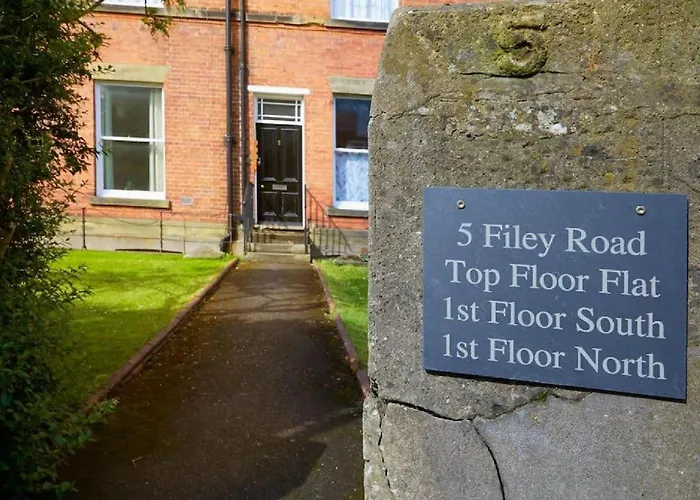 5
5 Filey Road
Top Floor Flat
1st Floor South
1st Floor North